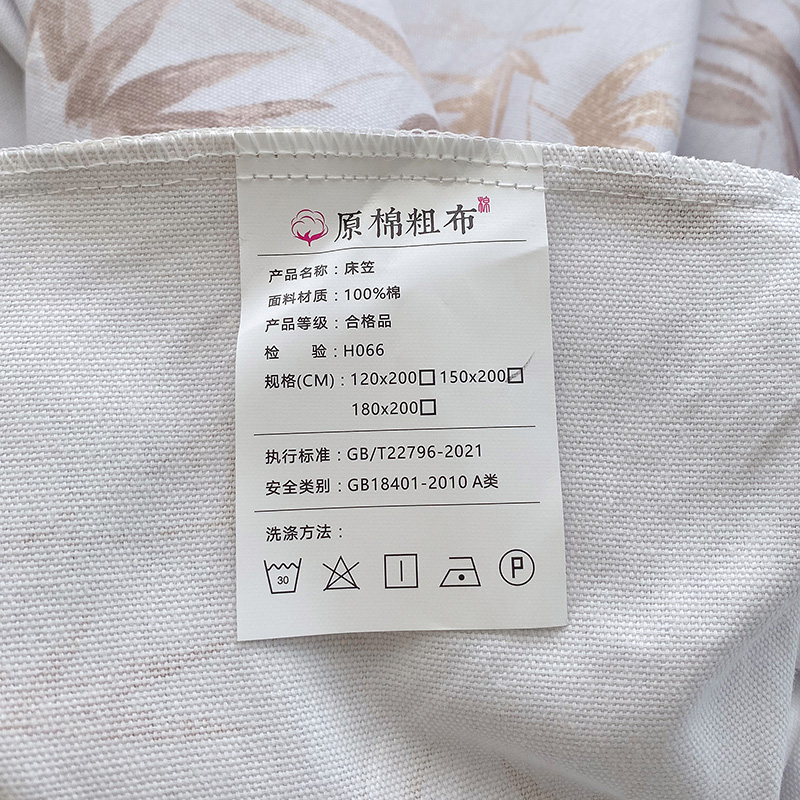 原棉粗布
棉
产品名称：床笠
面料材质：100%棉
产品等级：合格品
检 验：H066
规格(CM)：120x200□ 150x200☑
180x200□
执行标准：GB/T22796-2021
安全类别：GB18401-2010 A类
洗涤方法：
30
P